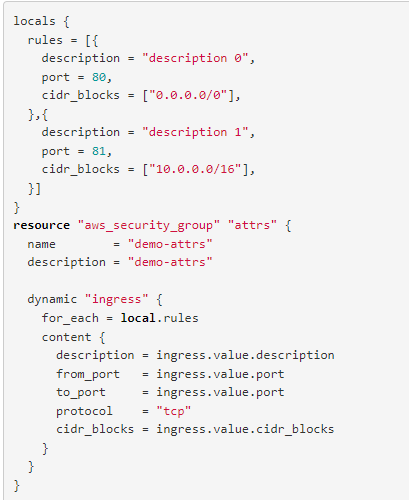 locals {
  rules = [{
    description = "description 0",
    port = 80,
    cidr_blocks = ["0.0.0.0/0"],
  },{
    description = "description 1",
    port = 81,
    cidr_blocks = ["10.0.0.0/16"],
  }]
}
resource "aws_security_group" "attrs" {
  name        = "demo-attrs"
  description = "demo-attrs"

  dynamic "ingress" {
    for_each = local.rules
    content {
      description = ingress.value.description
      from_port   = ingress.value.port
      to_port     = ingress.value.port
      protocol    = "tcp"
      cidr_blocks = ingress.value.cidr_blocks
    }
  }
}